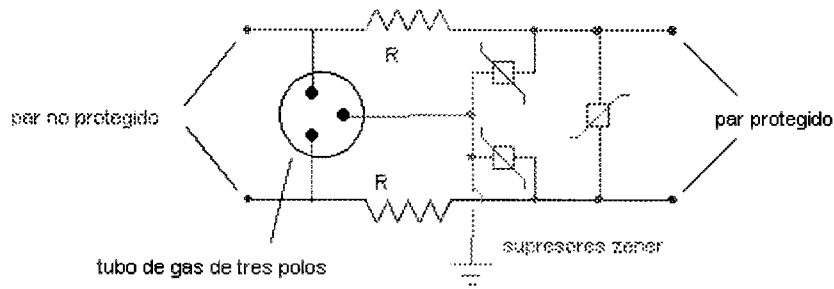 R
par no protegido
par protegido
R
supresores zener
tubo de gas de tres polos